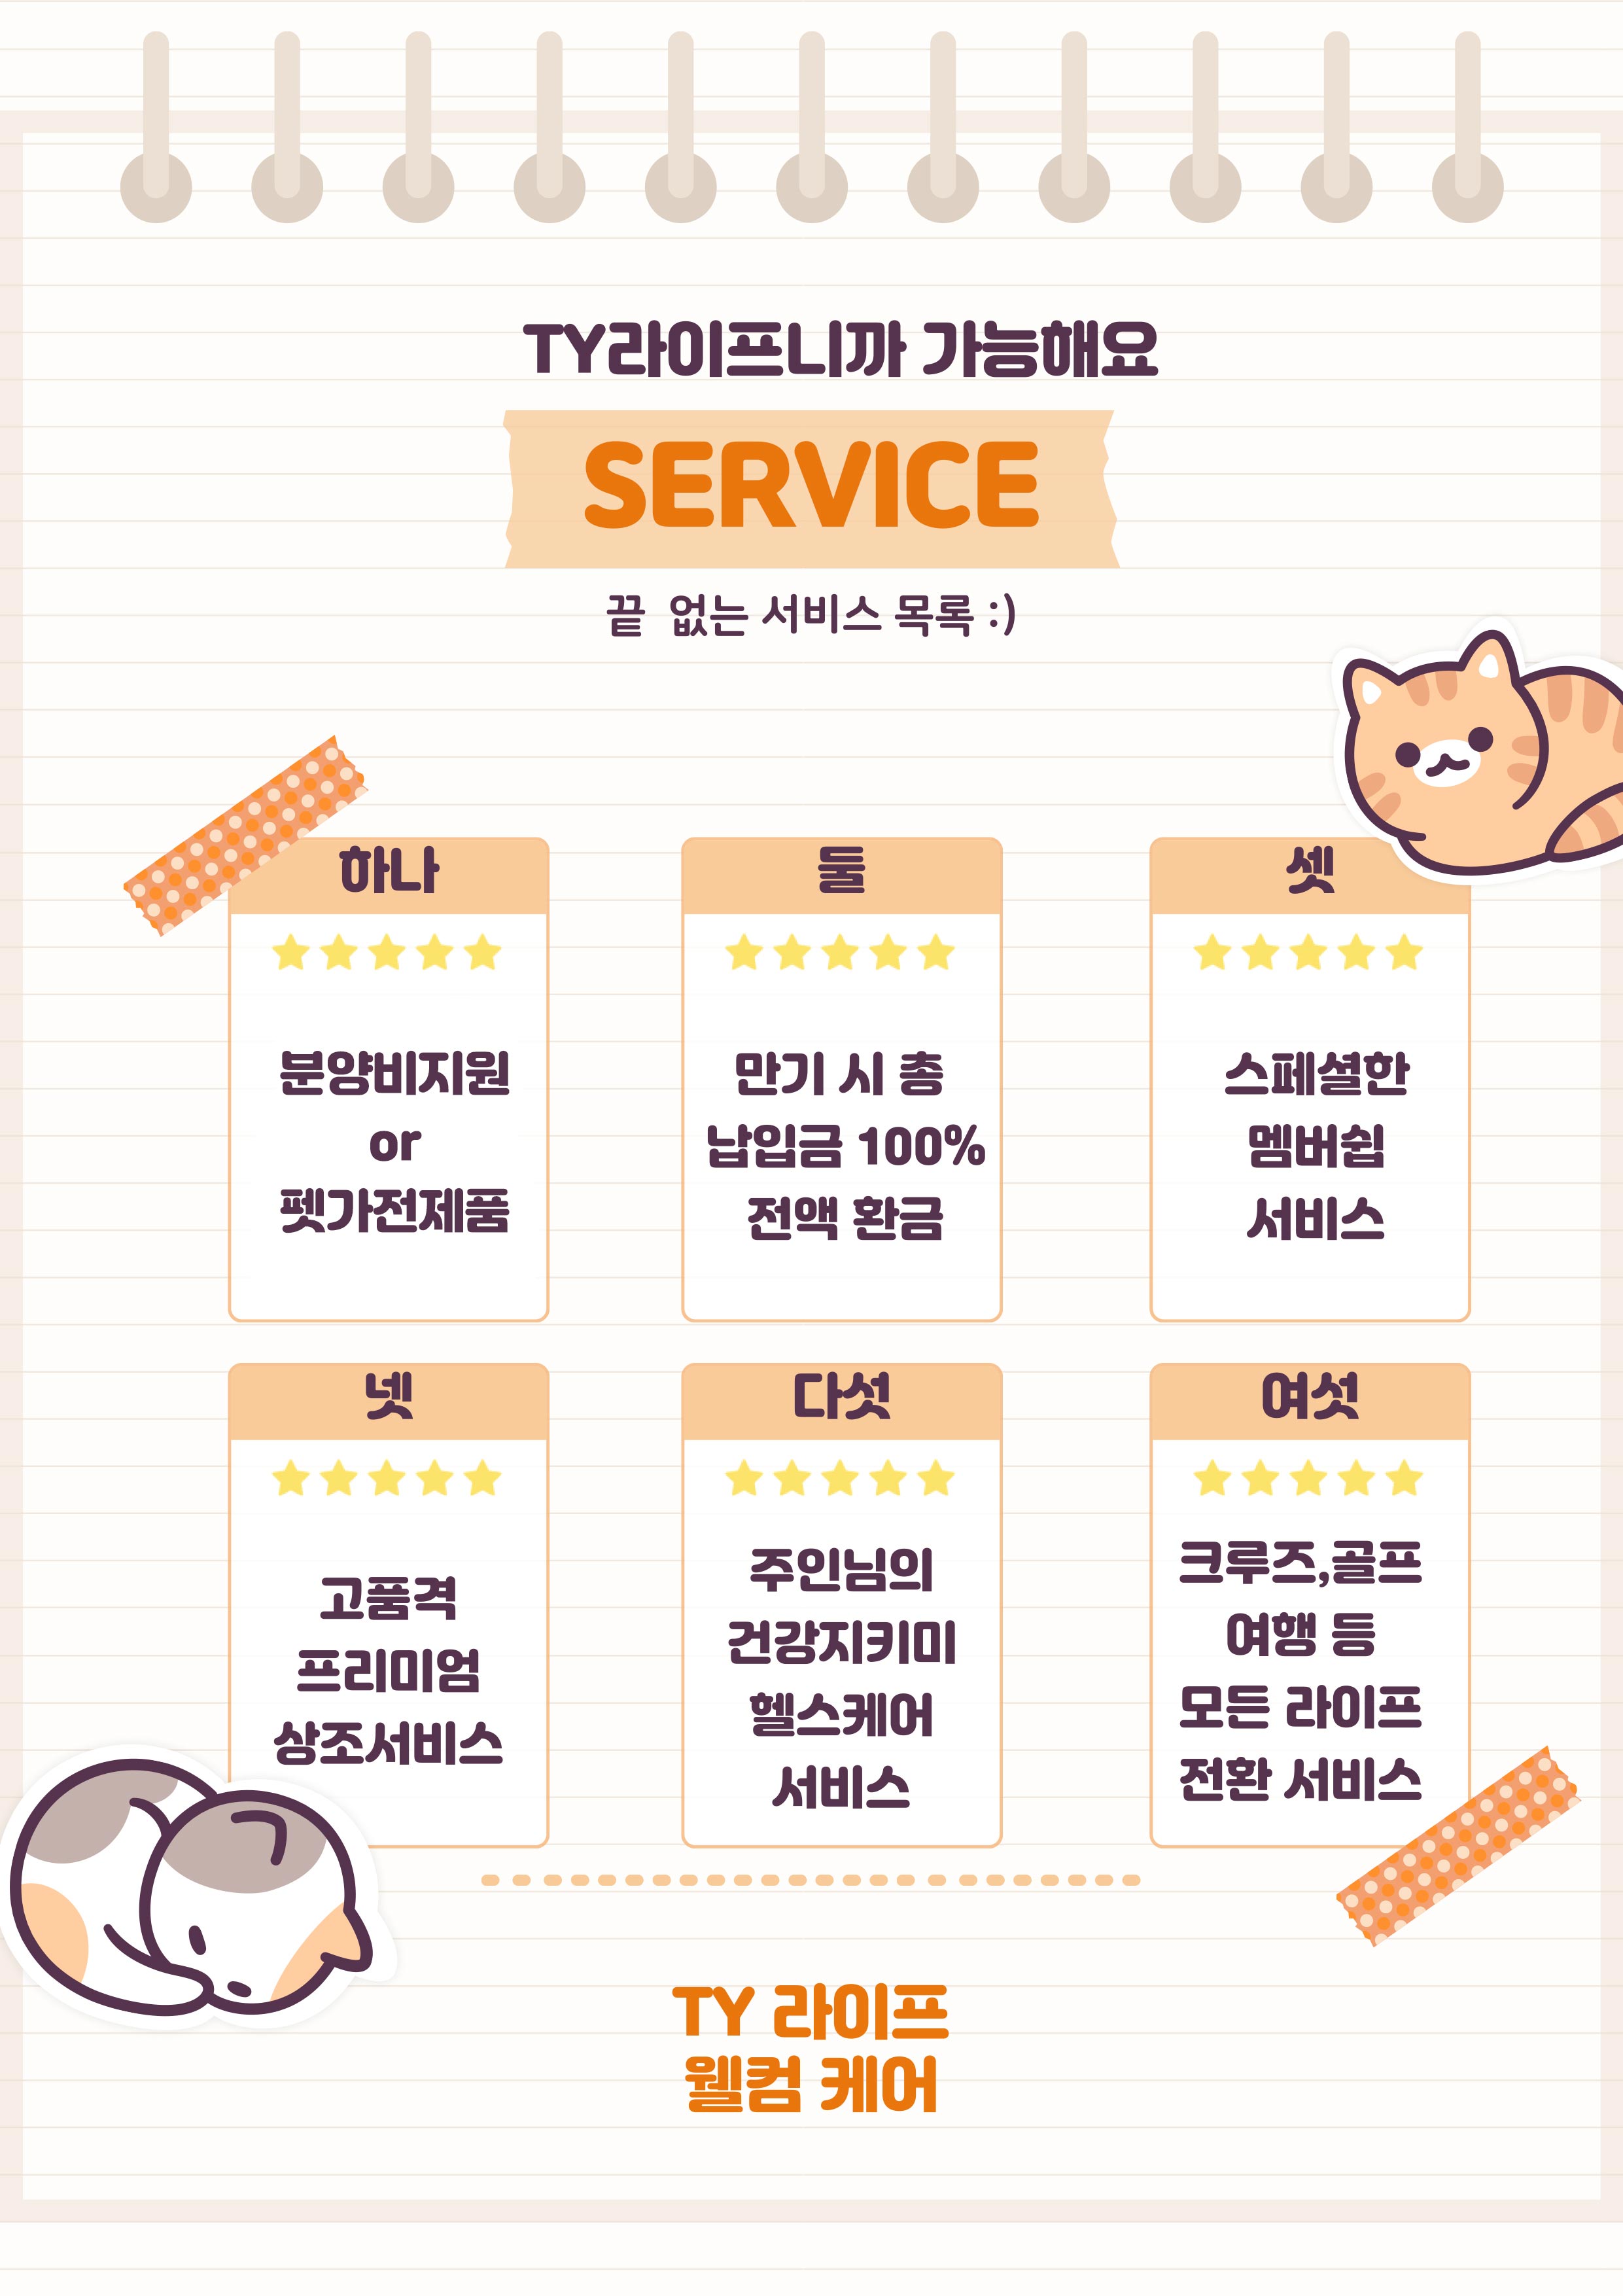 TY라이프니까 가능해요
SERVICE
끝 없는 서비스 목록 :)
하나
분양비지원
or
펫가전제품
둘
만기 시 총
납입금 100%
전액 환금
셋
스페셜한
멤버쉽
서비스
넷
고품격
프리미엄
상조서비스
다섯
주인님의
건강지키미
헬스케어
서비스
여섯
크루즈,골프
여행 등
모든 라이프
전환 서비스
TY 라이프
웰컴 케어